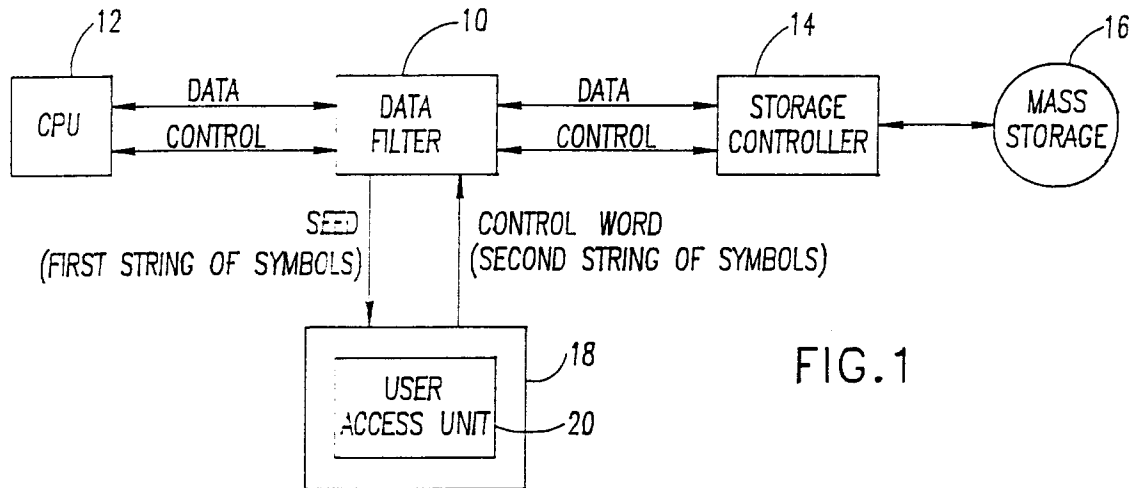 12
10
14
16
CPU
DATA
CONTROL
DATA
FILTER
DATA
CONTROL
STORAGE
CONTROLLER
MASS
STORAGE
SEED
(FIRST STRING OF SYMBOLS)
CONTROL WORD
(SECOND STRING OF SYMBOLS)
18
USER
ACCESS UNIT
20
FIG.1